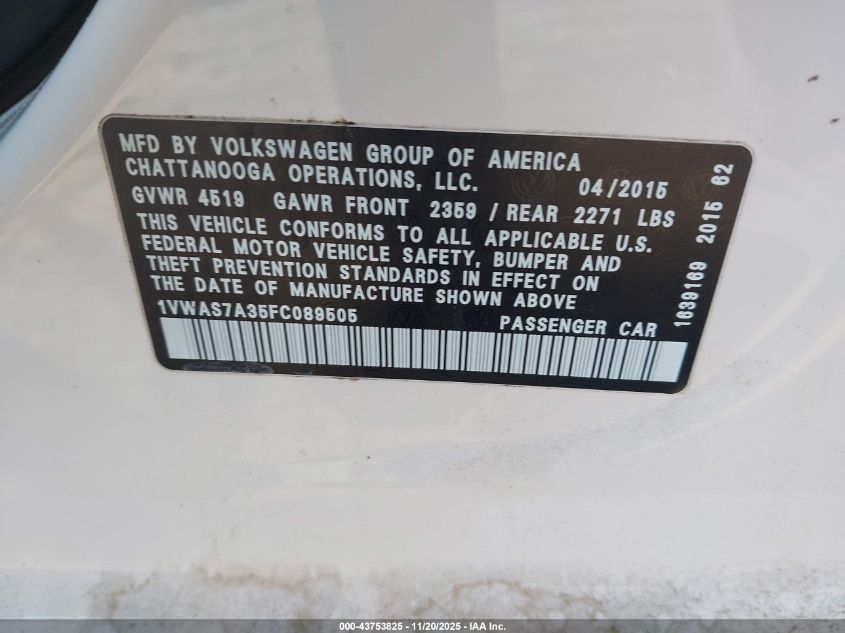 MFD BY VOLKSWAGEN GROUP OF AMERICA
CHATTANOOGA OPERATIONS, LLC. 04/2015
GVWR 4519 GAWR FRONT 2359 / REAR 2271 LBS
THIS VEHICLE CONFORMS TO ALL APPLICABLE U.S.
FEDERAL MOTOR VEHICLE SAFETY, BUMPER AND
THEFT PREVENTION STANDARDS IN EFFECT ON
THE DATE OF MANUFACTURE SHOWN ABOVE
1VWAS7A35FC089505 PASSENGER CAR
1639169 2015 62
000-43753825 - 11/20/2025 - IAA Inc.